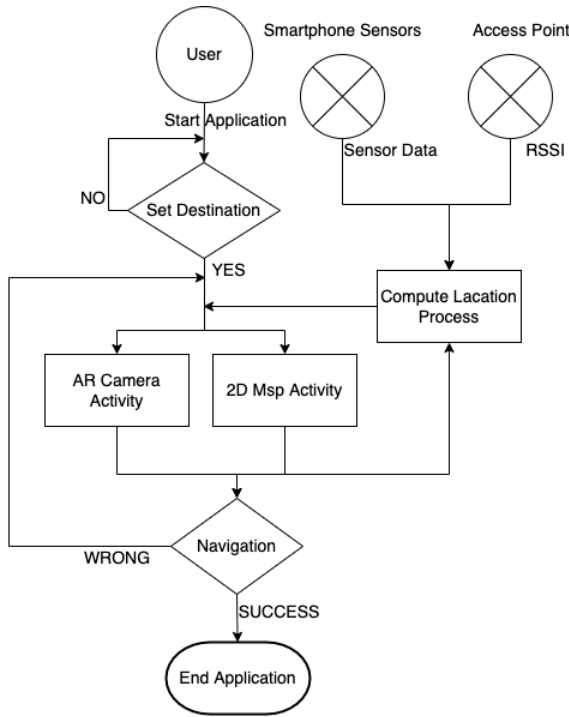 Smartphone Sensors
Access Point
User
Start Application
Sensor Data
RSSI
NO
Set Destination
YES
Compute Lacation
Process
AR Camera
Activity
2D Msp Activity
Navigation
WRONG
SUCCESS
End Application